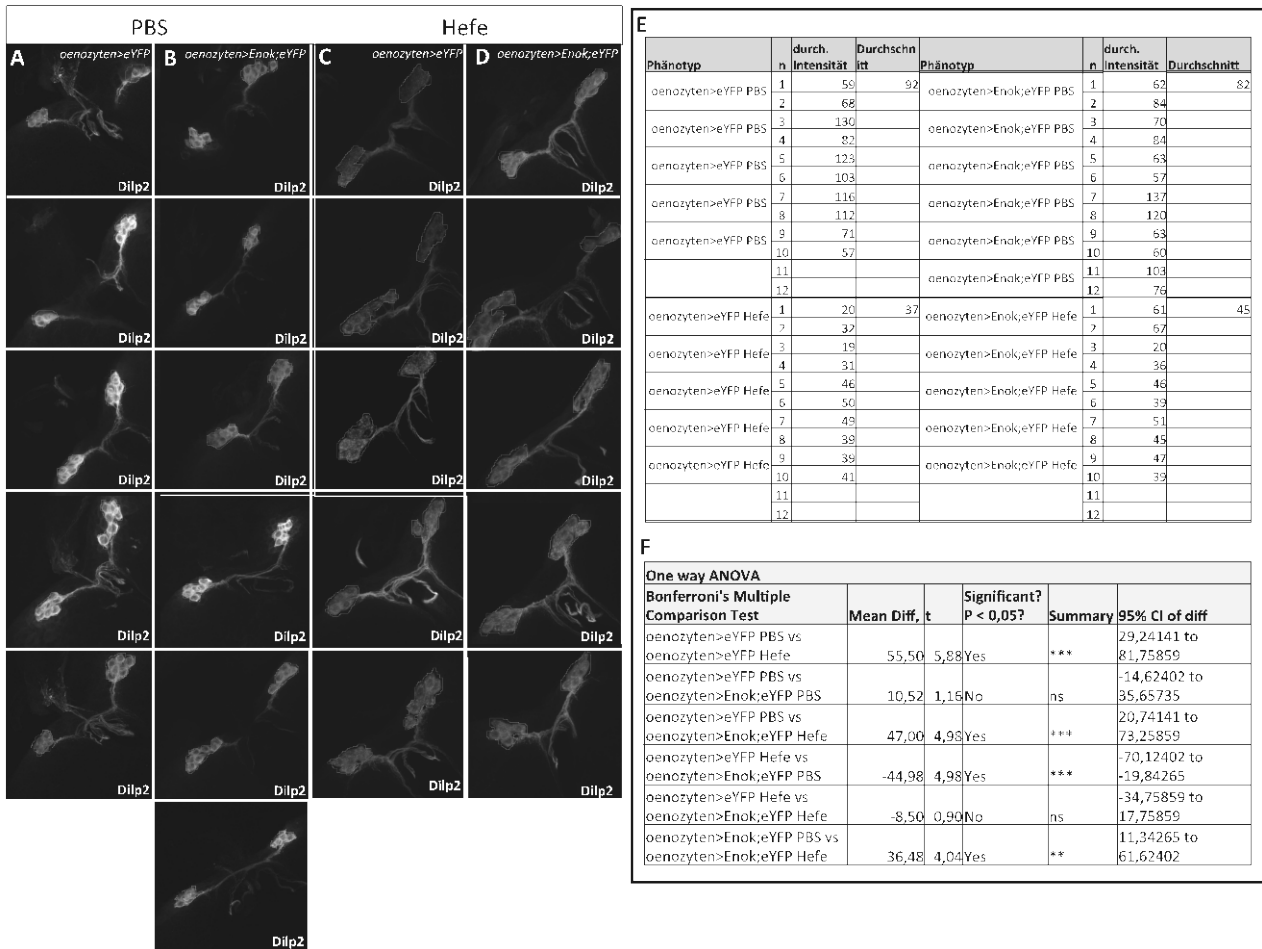 PBS
Hefe
A oenozyten>eYFP
B oenozyten>Enok;eYFP
C oenozyten>eYFP
D oenozyten>Enok;eYFP
Dilp2 Dilp2 Dilp2 Dilp2
Dilp2 Dilp2 Dilp2 Dilp2
Dilp2 Dilp2 Dilp2 Dilp2
Dilp2 Dilp2 Dilp2 Dilp2
Dilp2 Dilp2 Dilp2 Dilp2
Dilp2
E
durch. Durchschn durch.
Phänotyp n Intensität itt Phänotyp n Intensität Durchschnitt
oenozyten>eYFP PBS 1 59 92 oenozyten>Enok;eYFP PBS 1 62 82
2 68 2 84
oenozyten>eYFP PBS 3 130 oenozyten>Enok;eYFP PBS 3 70
4 82 4 84
oenozyten>eYFP PBS 5 123 oenozyten>Enok;eYFP PBS 5 63
6 103 6 57
oenozyten>eYFP PBS 7 116 oenozyten>Enok;eYFP PBS 7 137
8 112 8 120
oenozyten>eYFP PBS 9 71 oenozyten>Enok;eYFP PBS 9 63
10 57 10 60
11 oenozyten>Enok;eYFP PBS 11 103
12 12 76
oenozyten>eYFP Hefe 1 20 37 oenozyten>Enok;eYFP Hefe 1 61 45
2 32 2 67
oenozyten>eYFP Hefe 3 19 oenozyten>Enok;eYFP Hefe 3 20
4 31 4 36
oenozyten>eYFP Hefe 5 46 oenozyten>Enok;eYFP Hefe 5 46
6 50 6 39
oenozyten>eYFP Hefe 7 49 oenozyten>Enok;eYFP Hefe 7 51
8 39 8 45
oenozyten>eYFP Hefe 9 39 oenozyten>Enok;eYFP Hefe 9 47
10 41 10 39
11 11
12 12
F
One way ANOVA
Bonferroni's Multiple Significant?
Comparison Test Mean Diff, t P < 0,05? Summary 95% CI of diff
oenozyten>eYFP PBS vs 29,24141 to
oenozyten>eYFP Hefe 55,50 5,88 Yes *** 81,75859
oenozyten>eYFP PBS vs -14,62402 to
oenozyten>Enok;eYFP PBS 10,52 1,16 No ns 35,65735
oenozyten>eYFP PBS vs 20,74141 to
oenozyten>Enok;eYFP Hefe 47,00 4,98 Yes *** 73,25859
oenozyten>eYFP Hefe vs -70,12402 to
oenozyten>Enok;eYFP PBS -44,98 4,98 Yes *** -19,84265
oenozyten>eYFP Hefe vs -34,75859 to
oenozyten>Enok;eYFP Hefe -8,50 0,90 No ns 17,75859
oenozyten>Enok;eYFP PBS vs 11,34265 to
oenozyten>Enok;eYFP Hefe 36,48 4,04 Yes ** 61,62402